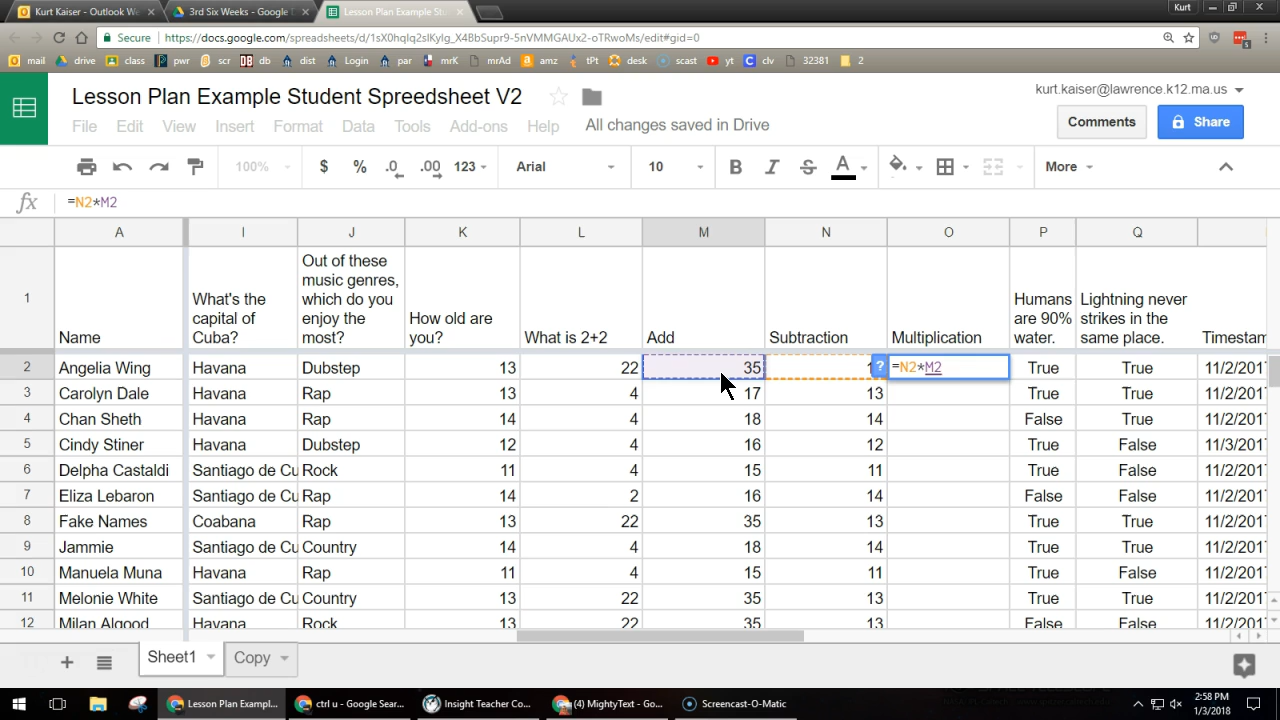 Kurt Kaiser - Outlook We
3rd Six Weeks - Google D
Lesson Plan Example Stu
Kurt
Secure
https://docs.google.com/spreadsheets/d/1sX0hqIq2slKyIg_X4BbSupr9-5nVMMGAUx2-oTRwoMs/edit#gid=0
mail drive class pwr scr db dist Login par mrK mrAd amz tPt desk scast yt clv 32381 2
Lesson Plan Example Student Spreedsheet V2
kurt.kaiser@lawrence.k12.ma.us
File Edit View Insert Format Data Tools Add-ons Help All changes saved in Drive
Comments Share
100% $ % .0 .00 123 Arial 10 B I S A More
fx =N2*M2
A I J K L M N O P Q
1 Name What's the capital of Cuba? Out of these music genres, which do you enjoy the most? How old are you? What is 2+2 Add Subtraction Multiplication Humans are 90% water. Lightning never strikes in the same place. Timestam
2 Angelia Wing Havana Dubstep 13 22 35 ? =N2*M2 True True 11/2/2017
3 Carolyn Dale Havana Rap 13 4 17 13 True True 11/2/2017
4 Chan Sheth Havana Rap 14 4 18 14 False True 11/2/2017
5 Cindy Stiner Havana Dubstep 12 4 16 12 True False 11/3/2017
6 Delpha Castaldi Santiago de Cu Rock 11 4 15 11 True False 11/2/2017
7 Eliza Lebaron Santiago de Cu Rap 14 2 16 14 False False 11/2/2017
8 Fake Names Coabana Rap 13 22 35 13 True True 11/2/2017
9 Jammie Santiago de Cu Country 14 4 18 14 True True 11/2/2017
10 Manuela Muna Havana Rap 11 4 15 11 True False 11/2/2017
11 Melonie White Santiago de Cu Country 13 22 35 13 True True 11/2/2017
12 Milan Algood Havana Rock 13 22 35 13 False False 11/2/2017
Sheet1 Copy
Lesson Plan Exampl...
ctrl u - Google Sear...
Insight Teacher Co...
(4) MightyText - Go...
Screencast-O-Matic
2:58 PM
1/3/2018